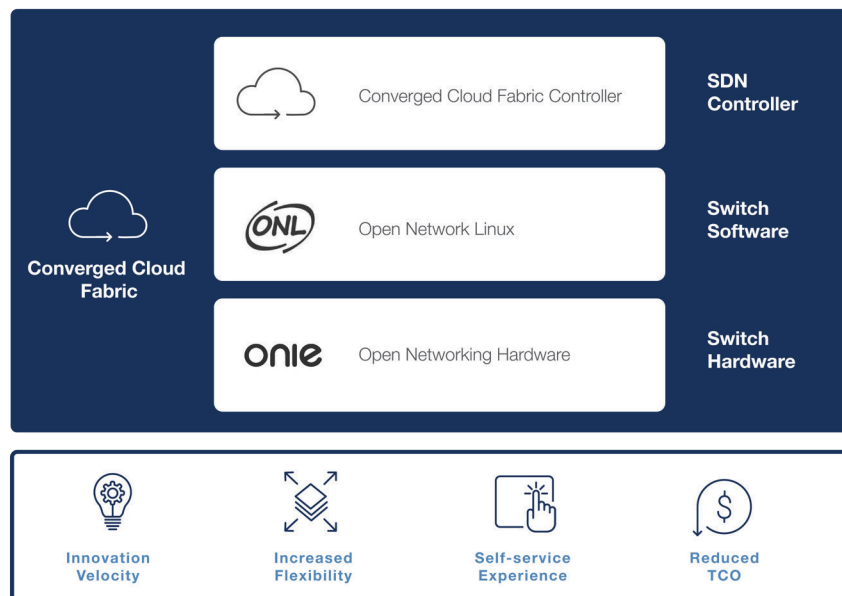 Converged Cloud Fabric Controller
SDN
Controller
Converged Cloud
Fabric
ONL
Open Network Linux
Switch
Software
onie
Open Networking Hardware
Switch
Hardware
$
Innovation
Velocity
Increased
Flexibility
Self-service
Experience
Reduced
TCO